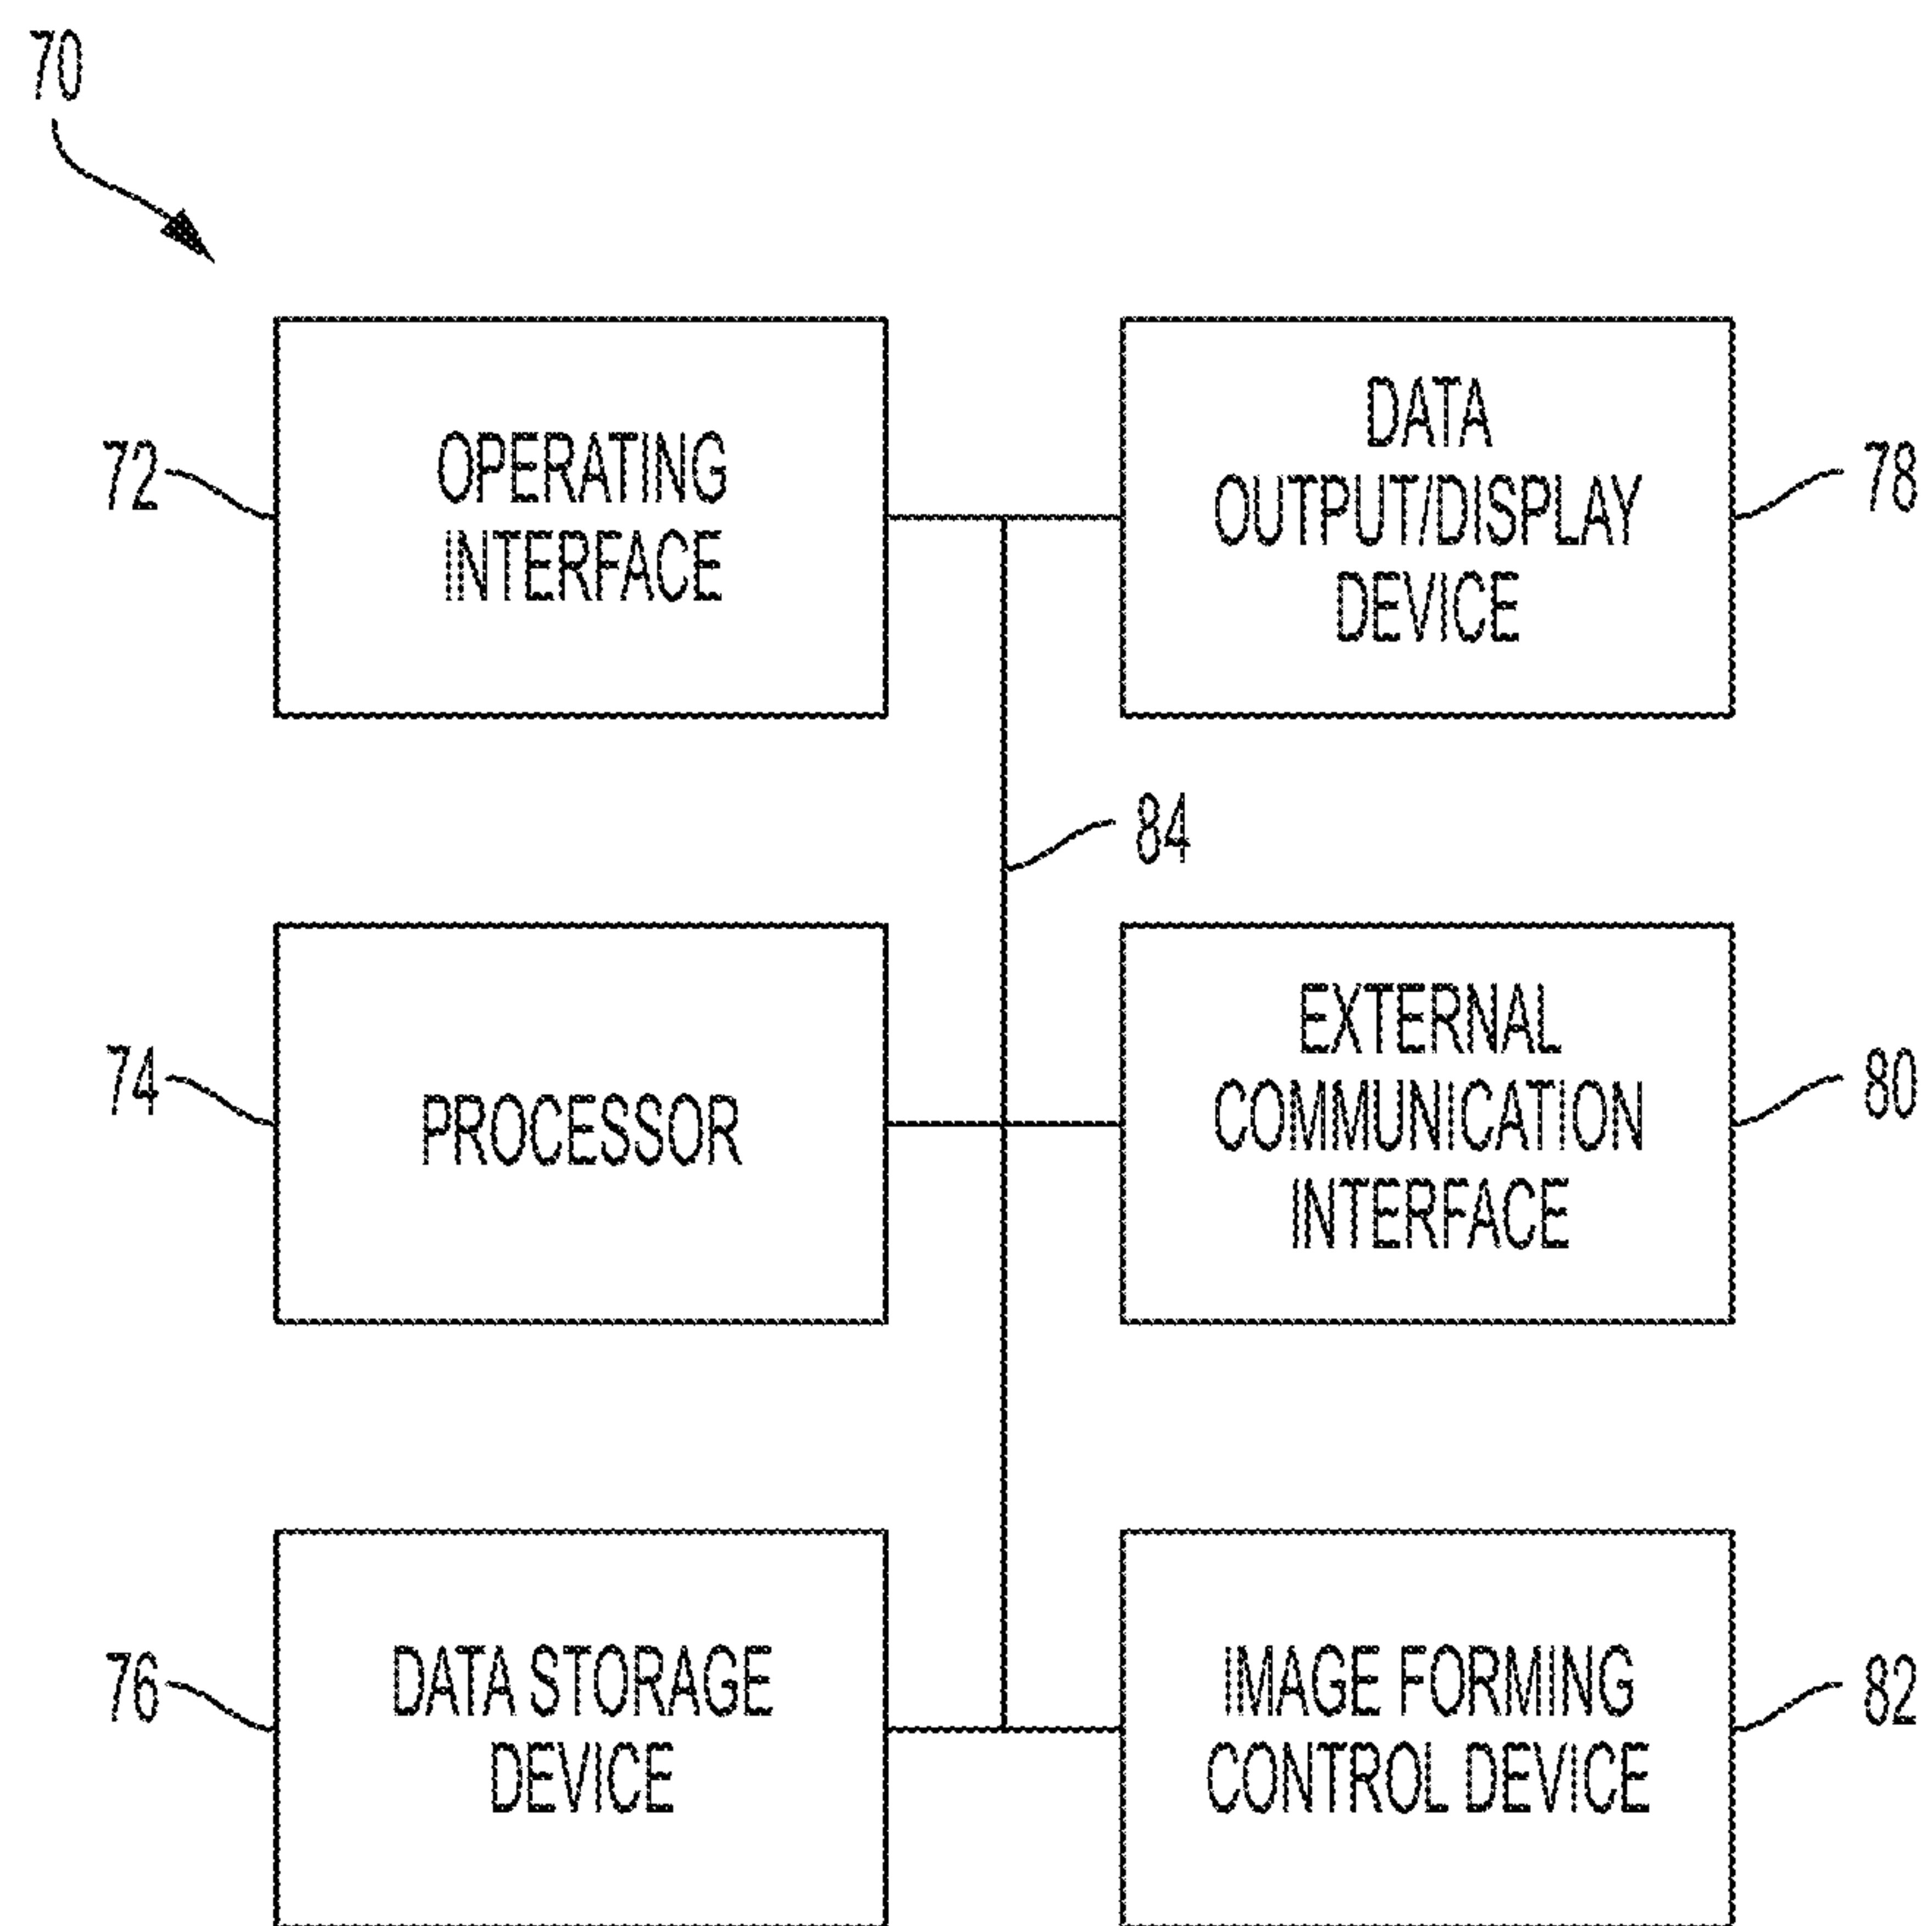 70
72
OPERATING
INTERFACE
DATA
OUTPUT/DISPLAY
DEVICE
78
84
74
PROCESSOR
EXTERNAL
COMMUNICATION
INTERFACE
80
76
DATA STORAGE
DEVICE
IMAGE FORMING
CONTROL DEVICE
82